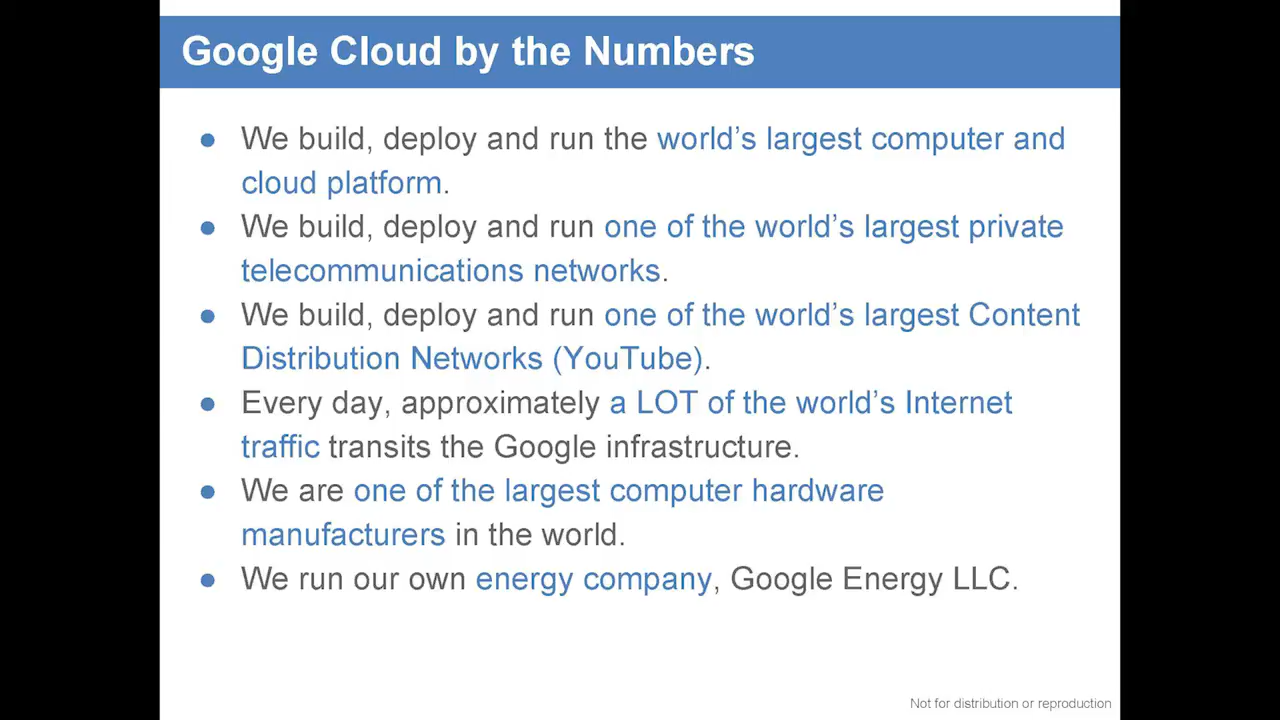 Google Cloud by the Numbers
● We build, deploy and run the world’s largest computer and
cloud platform.
● We build, deploy and run one of the world’s largest private
telecommunications networks.
● We build, deploy and run one of the world’s largest Content
Distribution Networks (YouTube).
● Every day, approximately a LOT of the world’s Internet
traffic transits the Google infrastructure.
● We are one of the largest computer hardware
manufacturers in the world.
● We run our own energy company, Google Energy LLC.
Not for distribution or reproduction